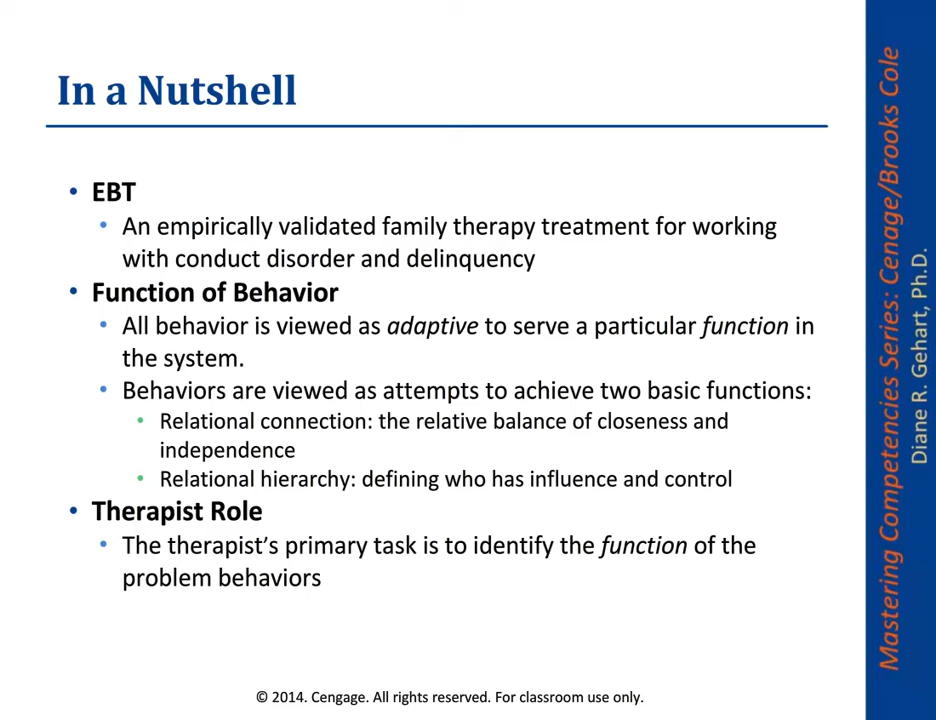 In a Nutshell
• EBT
• An empirically validated family therapy treatment for working
with conduct disorder and delinquency
• Function of Behavior
• All behavior is viewed as adaptive to serve a particular function in
the system.
• Behaviors are viewed as attempts to achieve two basic functions:
• Relational connection: the relative balance of closeness and
independence
• Relational hierarchy: defining who has influence and control
• Therapist Role
• The therapist's primary task is to identify the function of the
problem behaviors
© 2014. Cengage. All rights reserved. For classroom use only.
Mastering Competencies Series: Cenage/Brooks Cole
Diane R. Gehart, Ph.D.